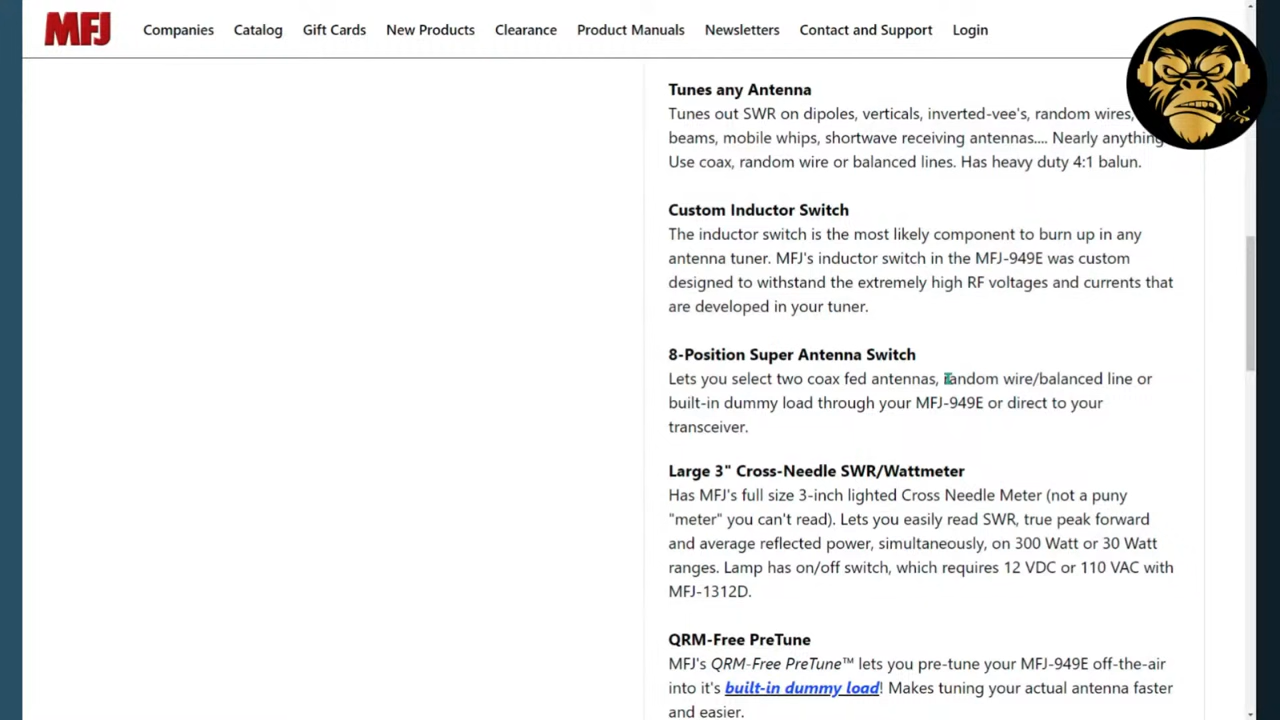 MFJ
Companies
Catalog
Gift Cards
New Products
Clearance
Product Manuals
Newsletters
Contact and Support
Login
Tunes any Antenna
Tunes out SWR on dipoles, verticals, inverted-vee's, random wires,
beams, mobile whips, shortwave receiving antennas.... Nearly anything
Use coax, random wire or balanced lines. Has heavy duty 4:1 balun.
Custom Inductor Switch
The inductor switch is the most likely component to burn up in any
antenna tuner. MFJ's inductor switch in the MFJ-949E was custom
designed to withstand the extremely high RF voltages and currents that
are developed in your tuner.
8-Position Super Antenna Switch
Lets you select two coax fed antennas, random wire/balanced line or
built-in dummy load through your MFJ-949E or direct to your
transceiver.
Large 3" Cross-Needle SWR/Wattmeter
Has MFJ's full size 3-inch lighted Cross Needle Meter (not a puny
"meter" you can't read). Lets you easily read SWR, true peak forward
and average reflected power, simultaneously, on 300 Watt or 30 Watt
ranges. Lamp has on/off switch, which requires 12 VDC or 110 VAC with
MFJ-1312D.
QRM-Free PreTune
MFJ's QRM-Free PreTune™ lets you pre-tune your MFJ-949E off-the-air
into it's built-in dummy load! Makes tuning your actual antenna faster
and easier.